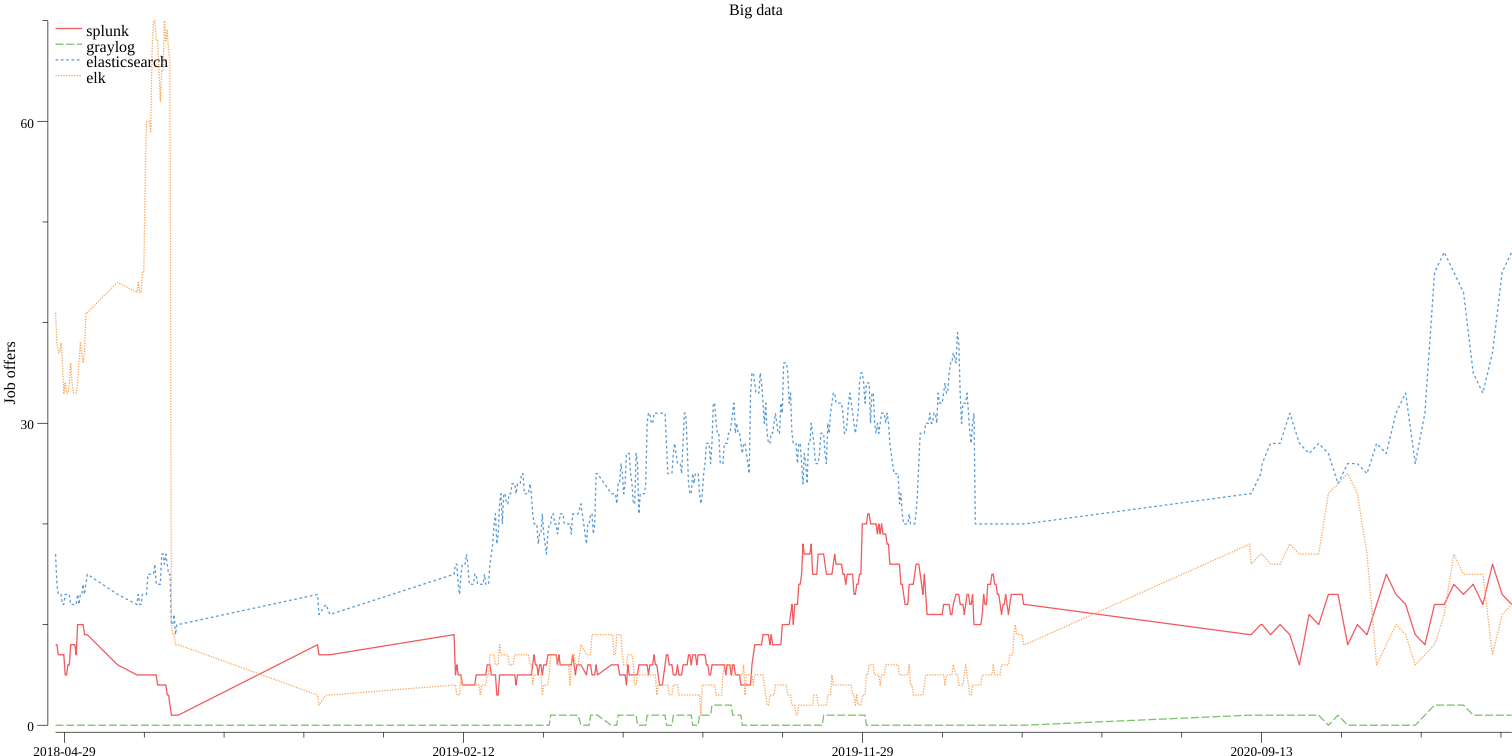 Big data
splunk
graylog
elasticsearch
elk
60
30
0
Job offers
2018-04-29
2019-02-12
2019-11-29
2020-09-13